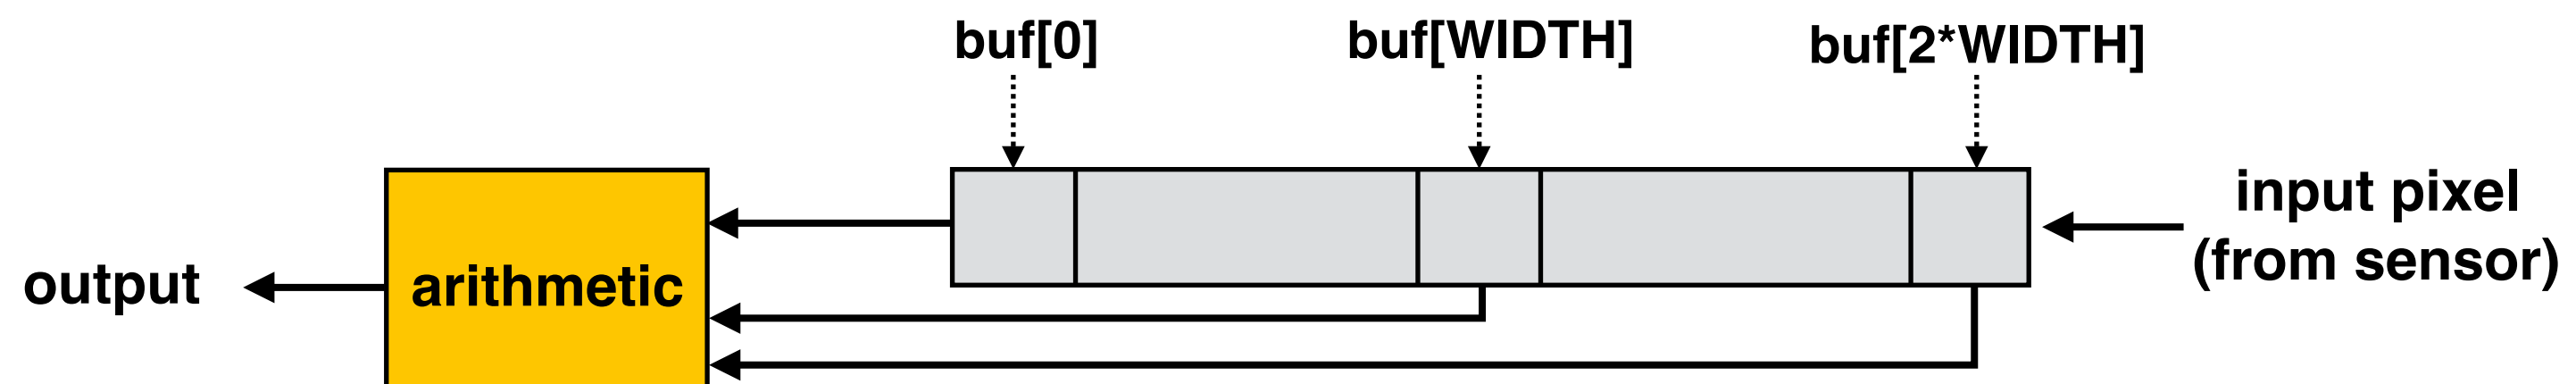 buf[0]
buf[WIDTH]
buf[2*WIDTH]
input pixel
(from sensor)
output
arithmetic